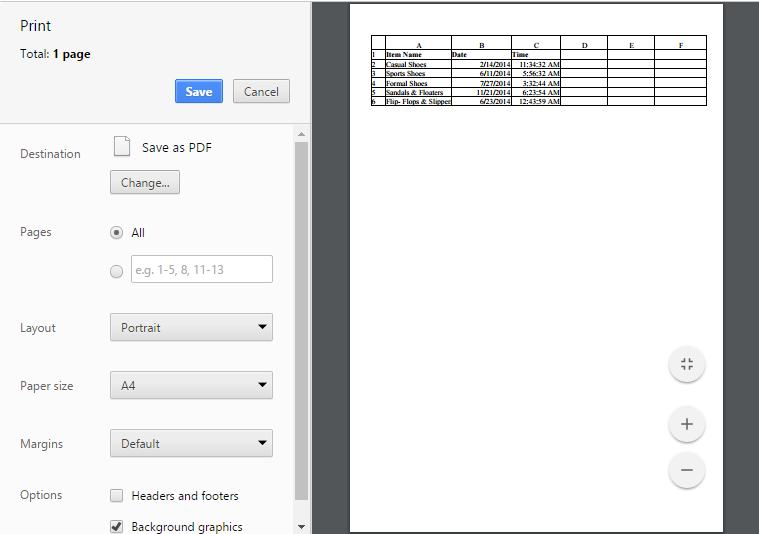 Print
Total: 1 page
Save Cancel
Destination Save as PDF
Change...
Pages All
e.g. 1-5, 8, 11-13
Layout Portrait
Paper size A4
Margins Default
Options Headers and footers
Background graphics
A B C D E F
1 Item Name Date Time
2 Casual Shoes 2/14/2014 11:34:32 AM
3 Sports Shoes 6/11/2014 5:56:32 AM
4 Formal Shoes 7/27/2014 3:32:44 AM
5 Sandals & Floaters 11/21/2014 6:23:54 AM
6 Flip- Flops & Slipper 6/23/2014 12:43:59 AM